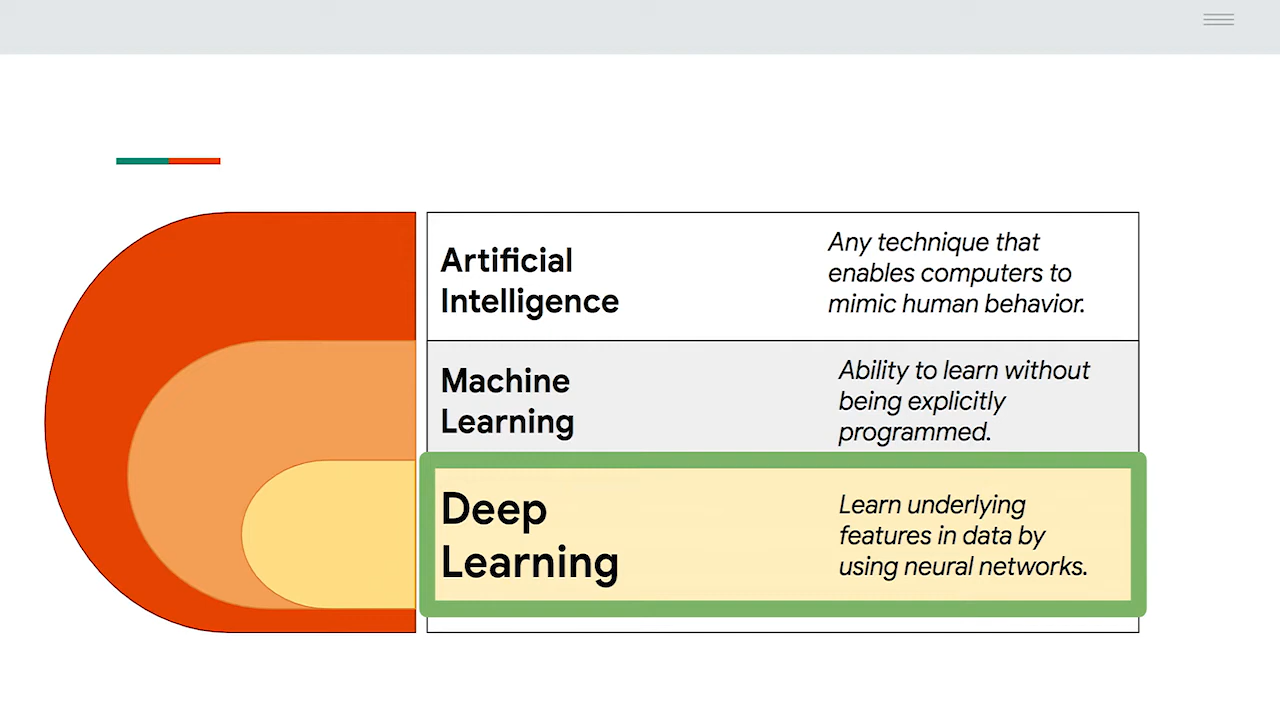 Artificial
Intelligence
Any technique that
enables computers to
mimic human behavior.
Machine
Learning
Ability to learn without
being explicitly
programmed.
Deep
Learning
Learn underlying
features in data by
using neural networks.